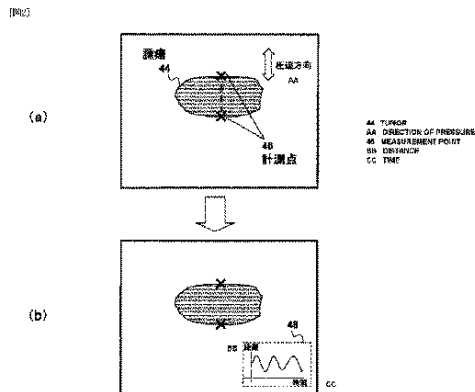 [図2]
(a)
腫瘍
44
圧迫方向
AA
46
計測点
44 TUMOR
AA DIRECTION OF PRESSURE
46 MEASUREMENT POINT
BB DISTANCE
CC TIME
(b)
48
BB 距離
時間 CC